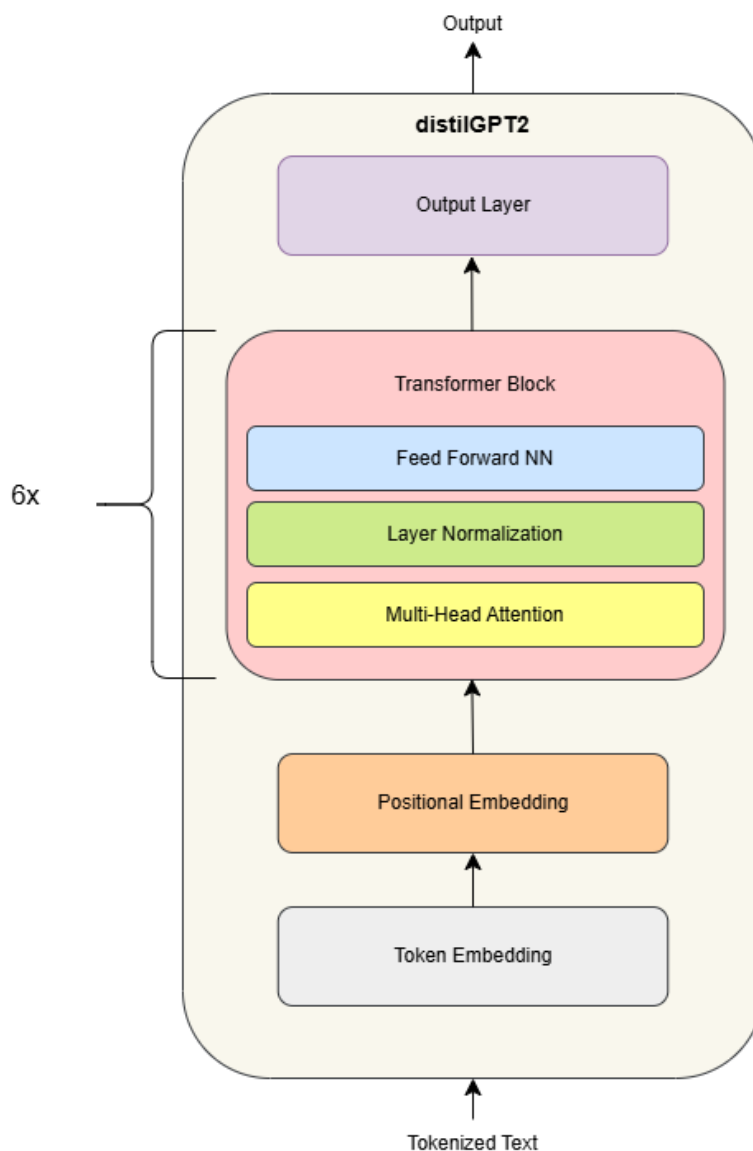 Output
distilGPT2
Output Layer
Transformer Block
Feed Forward NN
6x
Layer Normalization
Multi-Head Attention
Positional Embedding
Token Embedding
Tokenized Text